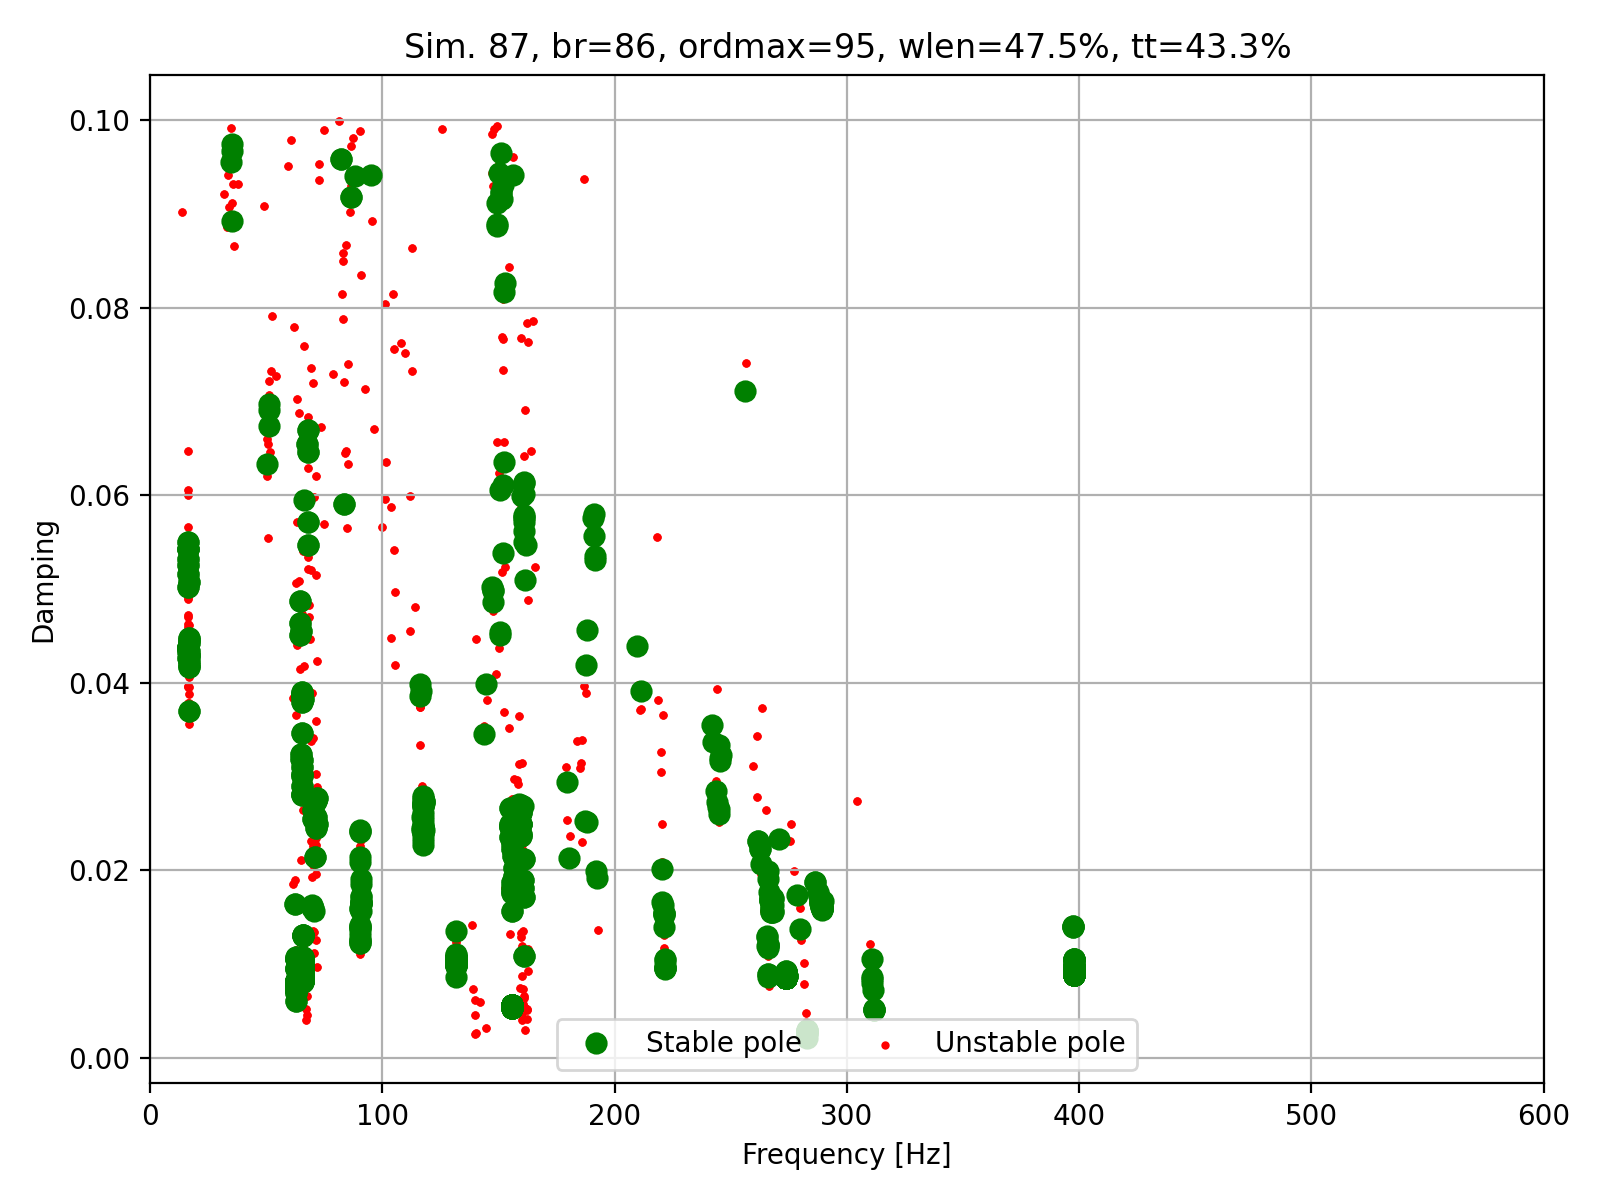 Sim. 87, br=86, ordmax=95, wlen=47.5%, tt=43.3%
0.10
0.08
0.06
0.04
0.02
0.00
Damping
Stable pole
Unstable pole
0 100 200 300 400 500 600
Frequency [Hz]